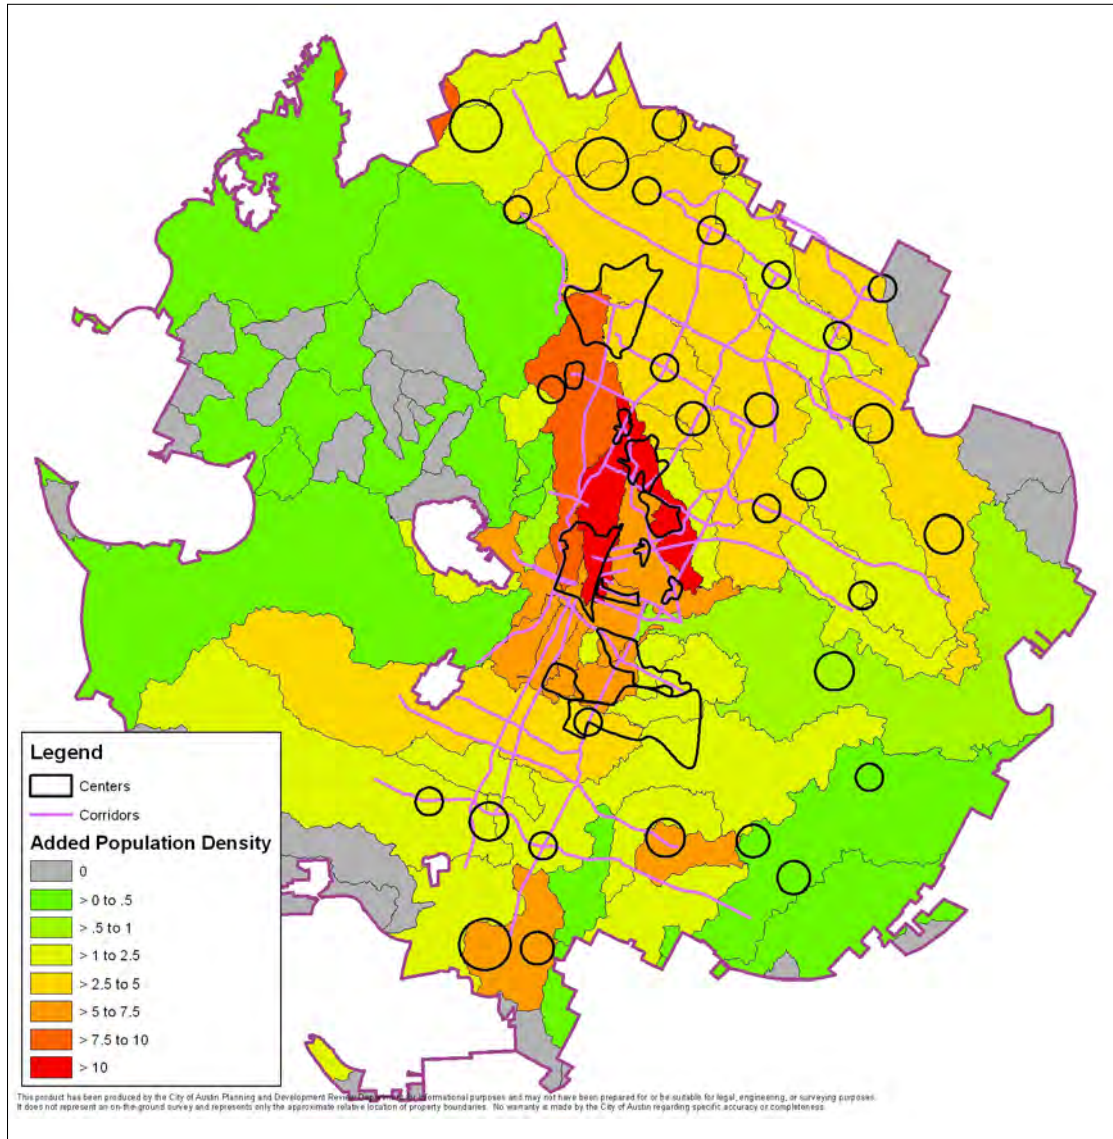 Legend
Centers
Corridors
Added Population Density
0
> 0 to .5
> .5 to 1
> 1 to 2.5
> 2.5 to 5
> 5 to 7.5
> 7.5 to 10
> 10
This product has been produced by the City of Austin Planning and Development Review Department for informational purposes and may not have been prepared for or be suitable for legal, engineering, or surveying purposes.
It does not represent an on-the-ground survey and represents only the approximate relative location of property boundaries. No warranty is made by the City of Austin regarding specific accuracy or completeness.